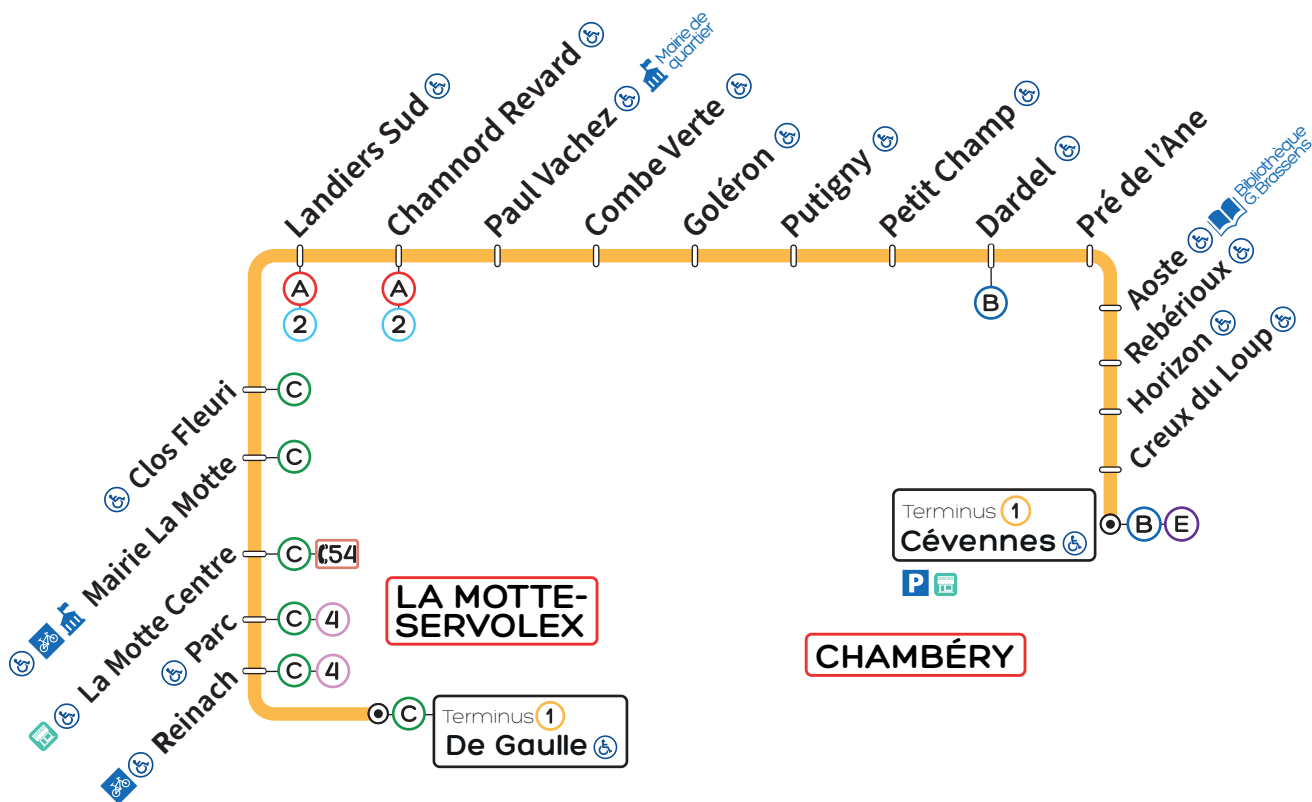 Landiers Sud
Chamnord Revard
Paul Vachez
Mairie de
quartier
Combe Verte
Goléron
Putigny
Petit Champ
Dardel
Pré de l'Ane
Aoste
Bibliothèque
G. Brassens
Rebérioux
Horizon
Creux du Loup
A
2
A
2
B
Clos Fleuri
C
Mairie La Motte
C
La Motte Centre
C 54
Parc
C 4
Reinach
C 4
C
Terminus 1
De Gaulle
LA MOTTE-
SERVOLEX
Terminus 1
Cévennes
B E
P
CHAMBÉRY